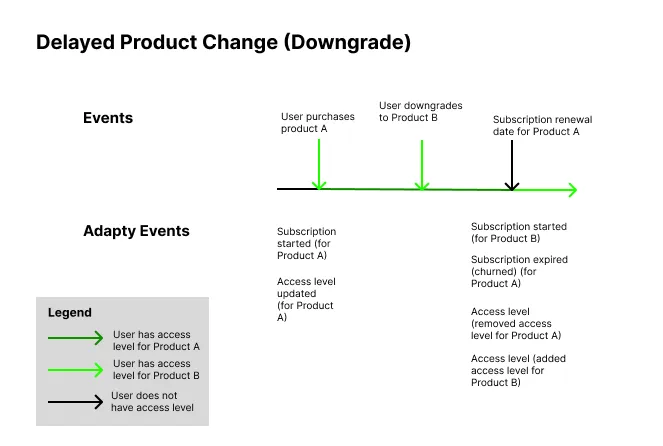 Delayed Product Change (Downgrade)
Events
User purchases
product A
User downgrades
to Product B
Subscription renewal
date for Product A
Adapty Events
Subscription
started (for
Product A)
Access level
updated
(for Product
A)
Subscription started
(for Product B)
Subscription expired
(churned) (for
Product A)
Access level
(removed access
level for Product A)
Access level (added
access level for
Product B)
Legend
User has access
level for Product A
User has access
level for Product B
User does not
have access level